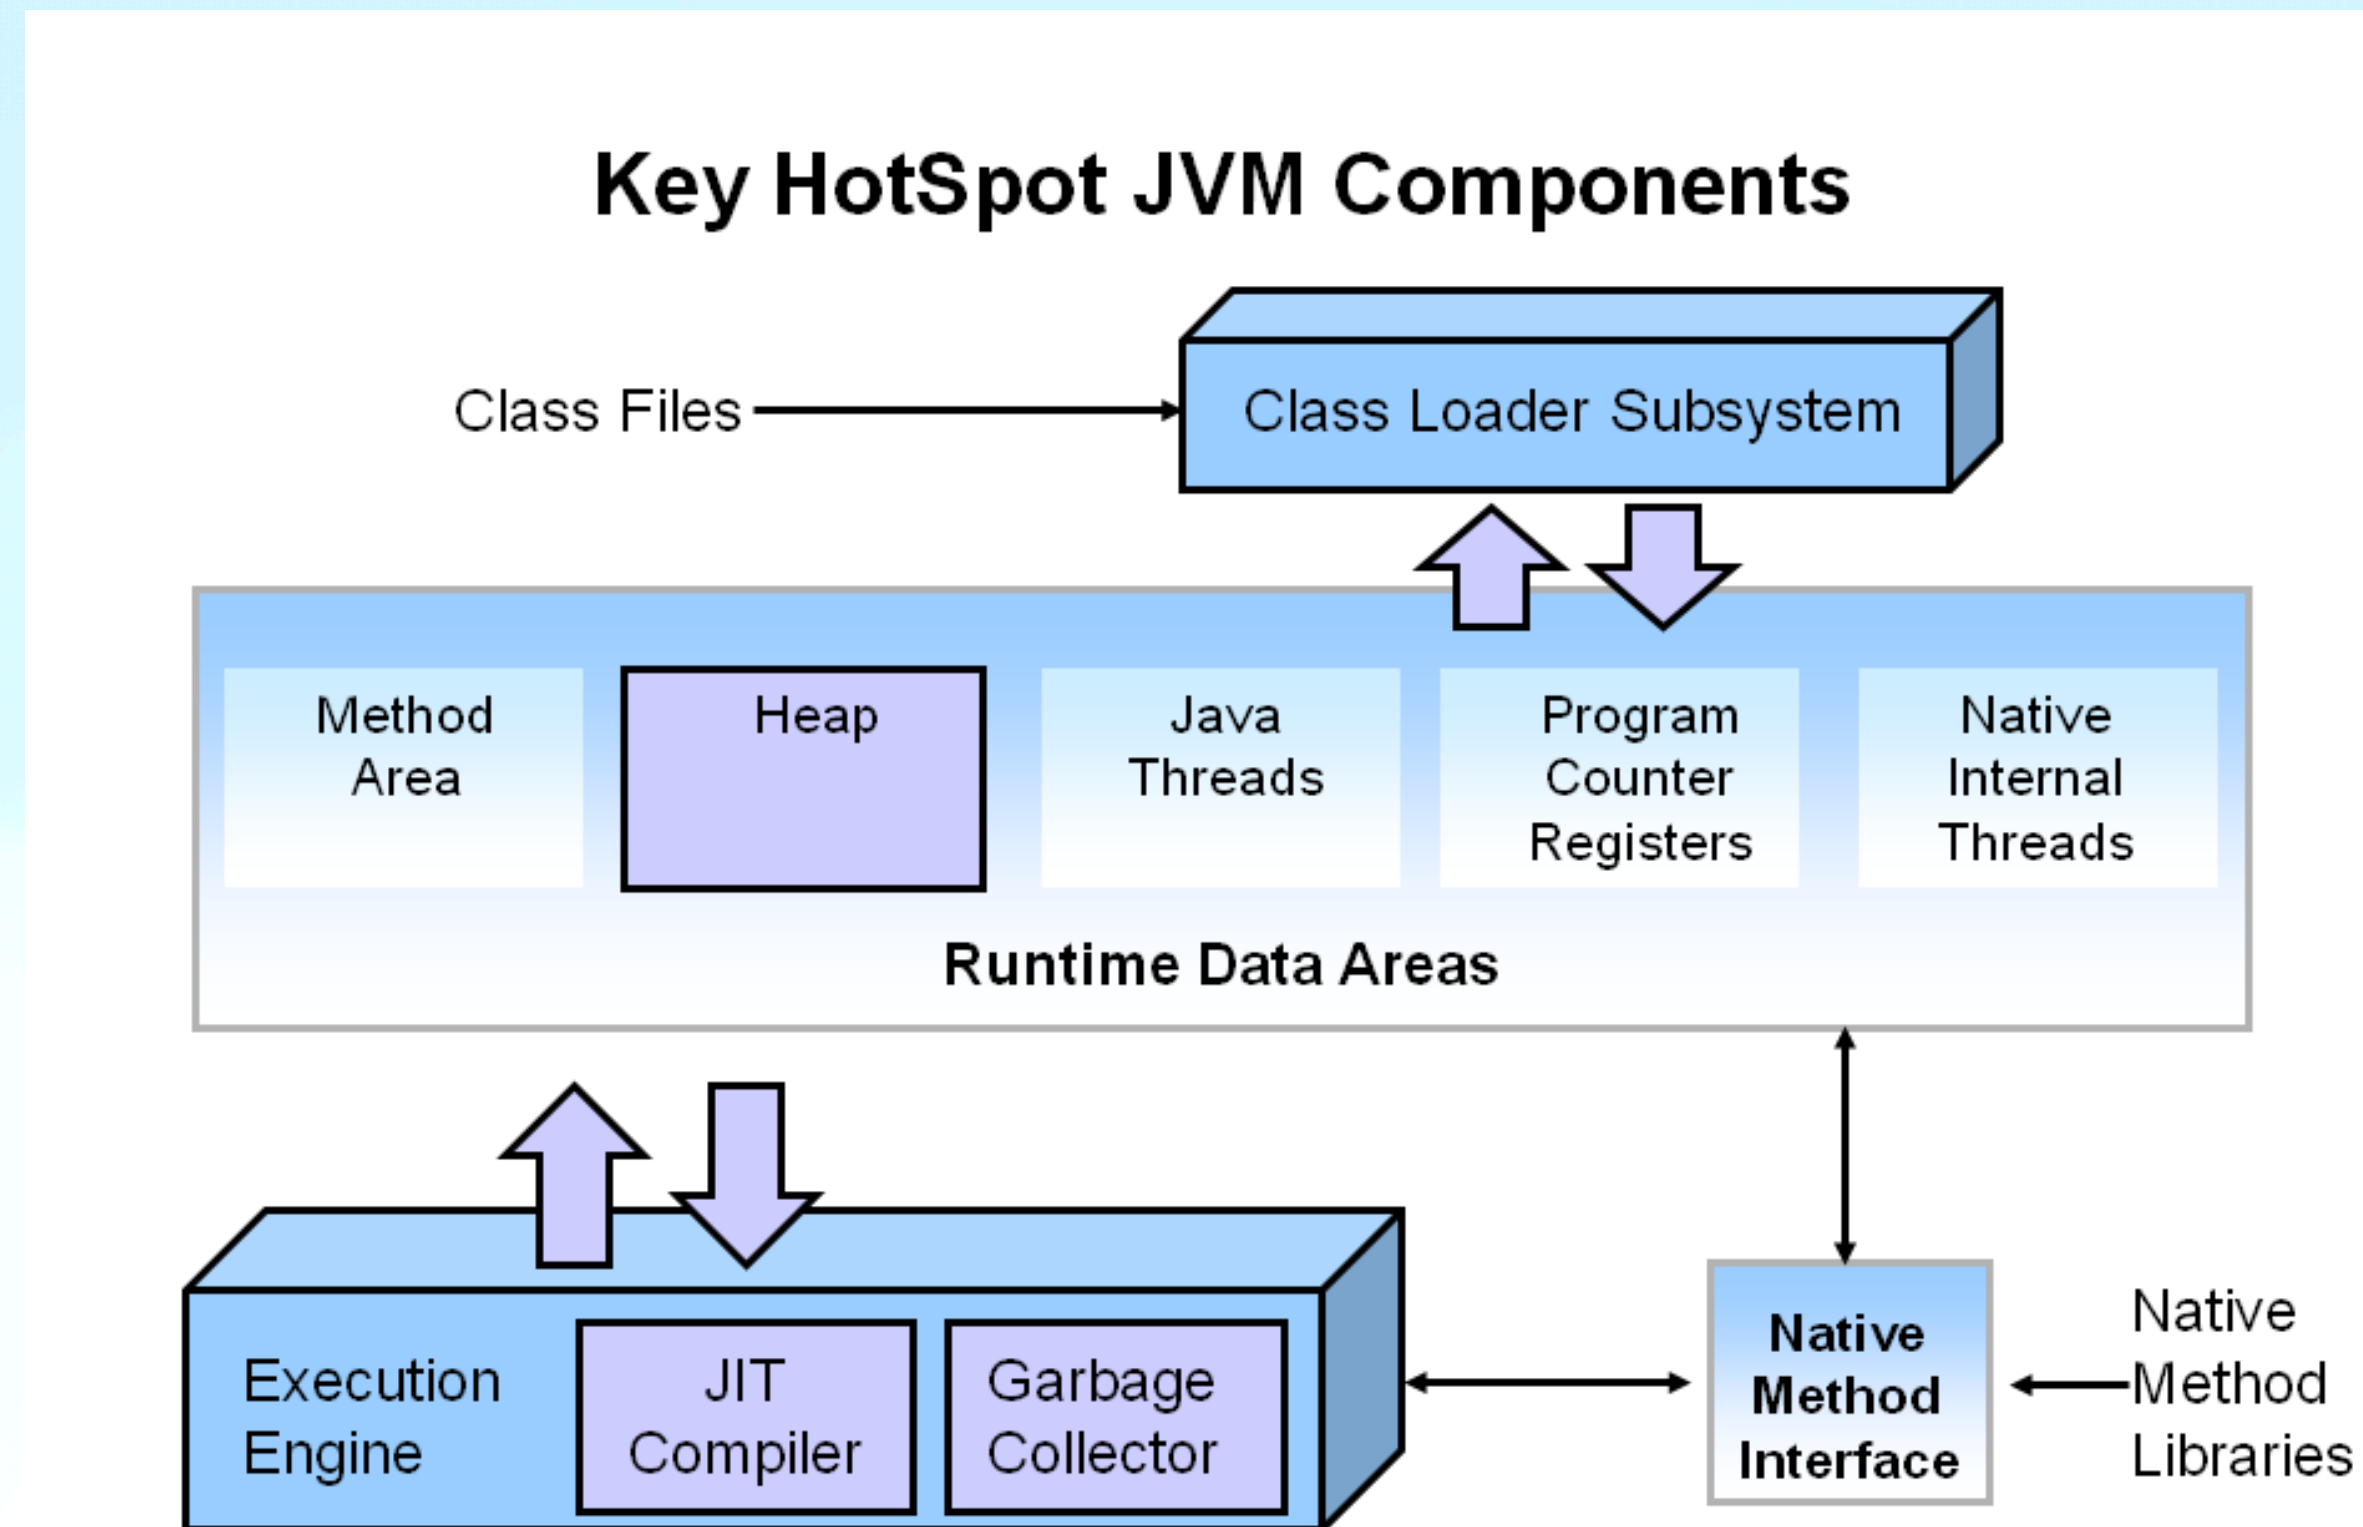 Key HotSpot JVM Components
Class Files
Class Loader Subsystem
Method
Area
Heap
Java
Threads
Program
Counter
Registers
Native
Internal
Threads
Runtime Data Areas
Execution
Engine
JIT
Compiler
Garbage
Collector
Native
Method
Interface
Native
Method
Libraries